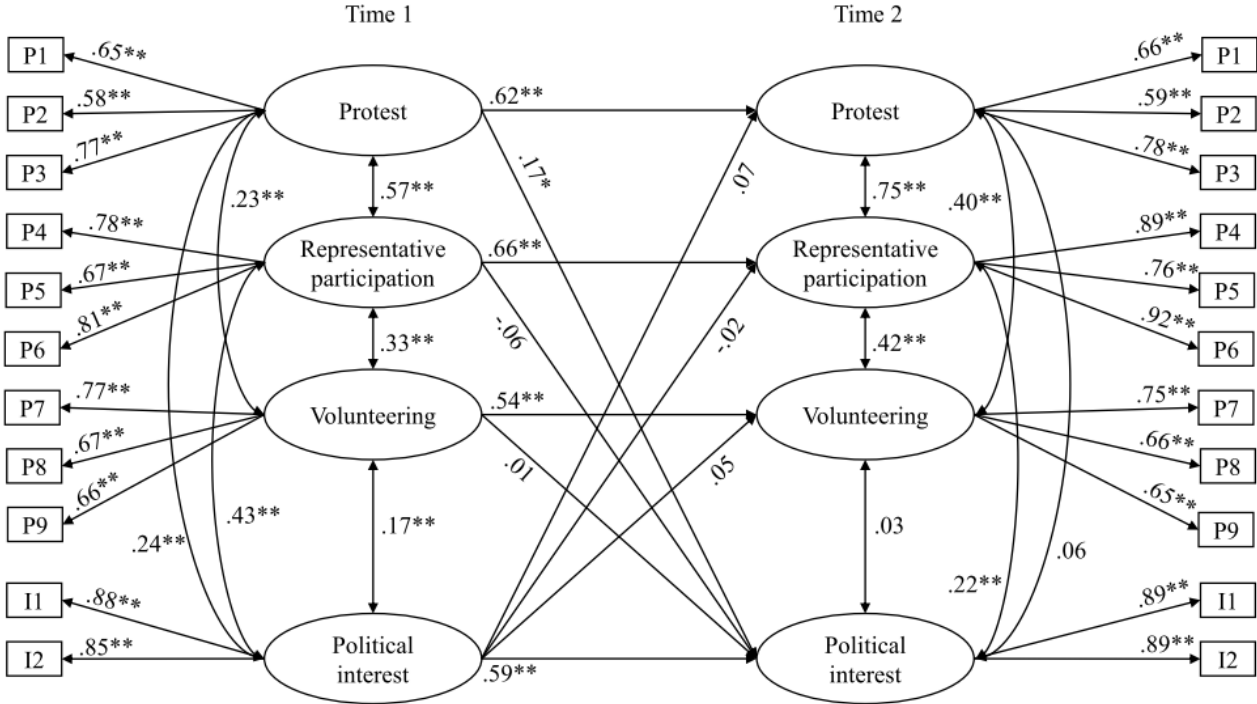 Time 1
Time 2
P1
.65**
P2
.58**
P3
.77**
P4
.78**
P5
.67**
P6
.81**
P7
.77**
P8
.67**
P9
.66**
I1
.88**
I2
.85**
Protest
.57**
Representative
participation
.33**
Volunteering
.17**
Political
interest
.23**
.24**
.43**
.62**
.17*
.66**
-.06
.54**
.01
.59**
.07
-.02
.05
Protest
.75**
Representative
participation
.42**
Volunteering
.03
Political
interest
.40**
.22**
.06
.66**
P1
.59**
P2
.78**
P3
.89**
P4
.76**
P5
.92**
P6
.75**
P7
.66**
P8
.65**
P9
.89**
I1
.89**
I2